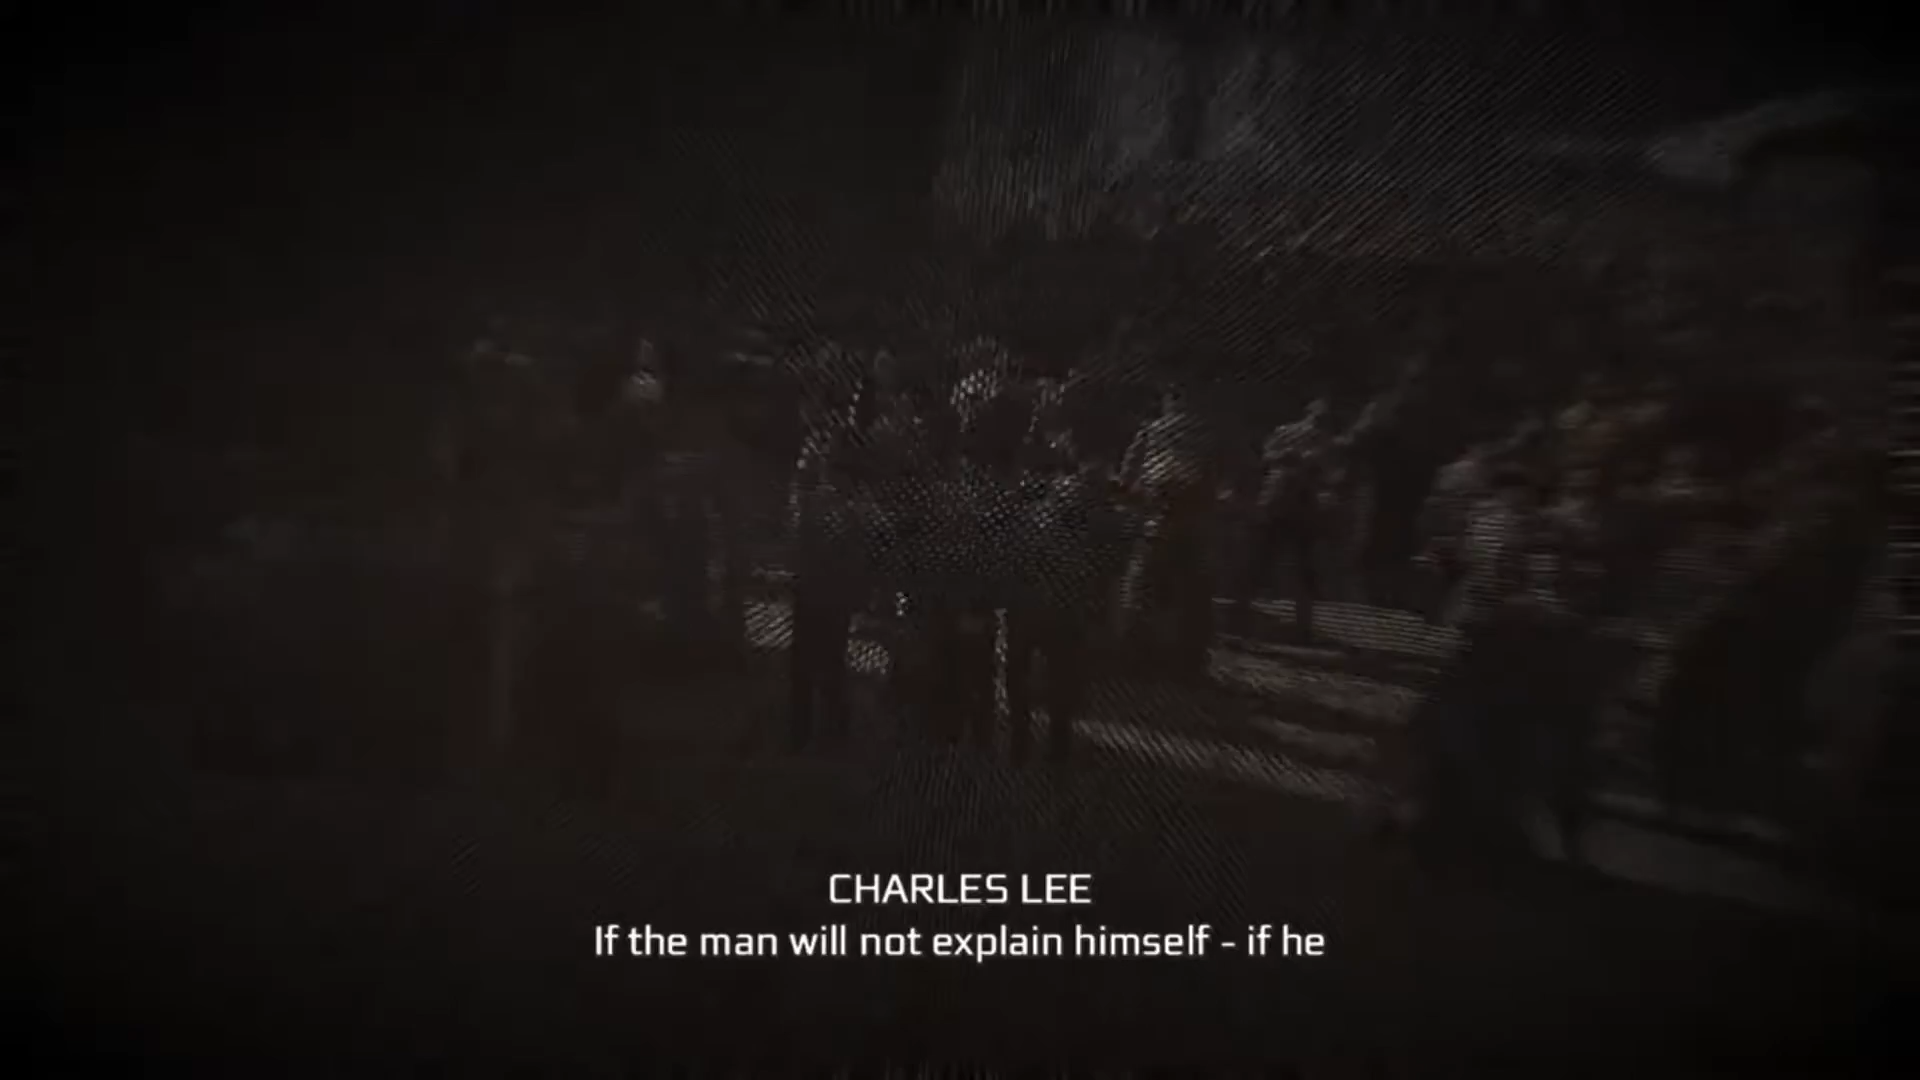 CHARLES LEE
If the man will not explain himself - if he